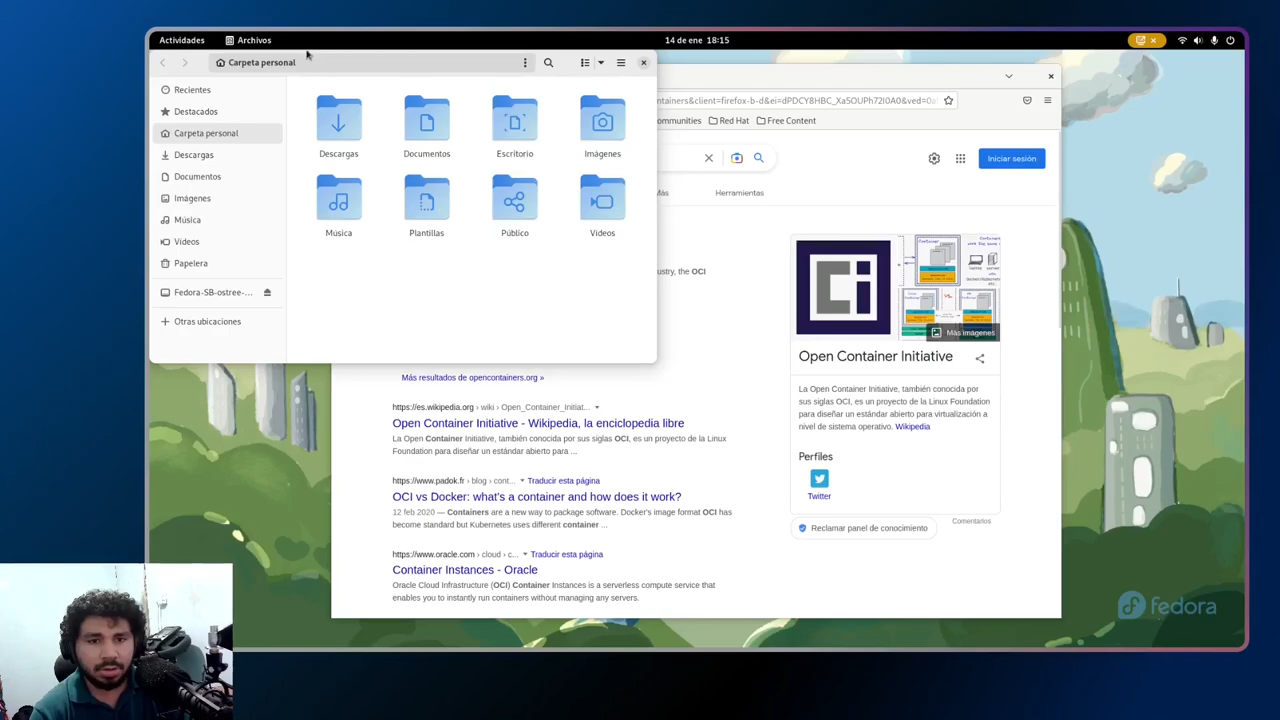 Actividades
Archivos
14 de ene 18:15
Carpeta personal
Recientes
Destacados
Carpeta personal
Descargas
Documentos
Imágenes
Música
Vídeos
Papelera
Fedora-SB-ostree-...
Otras ubicaciones
Descargas
Documentos
Escritorio
Imágenes
Música
Plantillas
Público
Vídeos
ntainers&client=firefox-b-d&ei=dPDCY8HBC_Xa5OUPh72I0A0&ved=0a
ommunities
Red Hat
Free Content
Iniciar sesión
Más
Herramientas
ustry, the OCI
Más resultados de opencontainers.org »
https://es.wikipedia.org › wiki › Open_Container_Initiat...
Open Container Initiative - Wikipedia, la enciclopedia libre
La Open Container Initiative, también conocida por sus siglas OCI, es un proyecto de la Linux
Foundation para diseñar un estándar abierto para ...
https://www.padok.fr › blog › cont...
Traducir esta página
OCI vs Docker: what's a container and how does it work?
12 feb 2020 — Containers are a new way to package software. Docker's image format OCI has
become standard but Kubernetes uses different container ...
https://www.oracle.com › cloud › c...
Traducir esta página
Container Instances - Oracle
Oracle Cloud Infrastructure (OCI) Container Instances is a serverless compute service that
enables you to instantly run containers without managing any servers.
Más imágenes
Open Container Initiative
La Open Container Initiative, también conocida por
sus siglas OCI, es un proyecto de la Linux Foundation
para diseñar un estándar abierto para virtualización a
nivel de sistema operativo. Wikipedia
Perfiles
Twitter
Reclamar panel de conocimiento
Comentarios
fedora